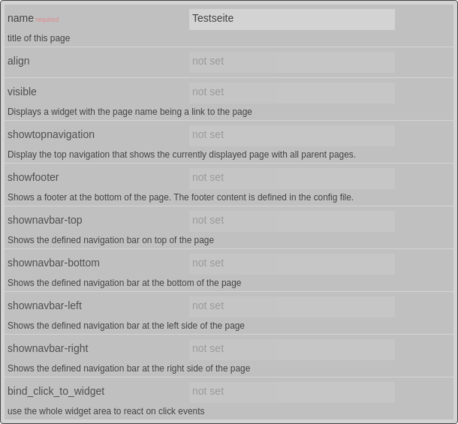 name required Testseite
title of this page
align not set
visible not set
Displays a widget with the page name being a link to the page
showtopnavigation not set
Display the top navigation that shows the currently displayed page with all parent pages.
showfooter not set
Shows a footer at the bottom of the page. The footer content is defined in the config file.
shownavbar-top not set
Shows the defined navigation bar on top of the page
shownavbar-bottom not set
Shows the defined navigation bar at the bottom of the page
shownavbar-left not set
Shows the defined navigation bar at the left side of the page
shownavbar-right not set
Shows the defined navigation bar at the right side of the page
bind_click_to_widget not set
use the whole widget area to react on click events